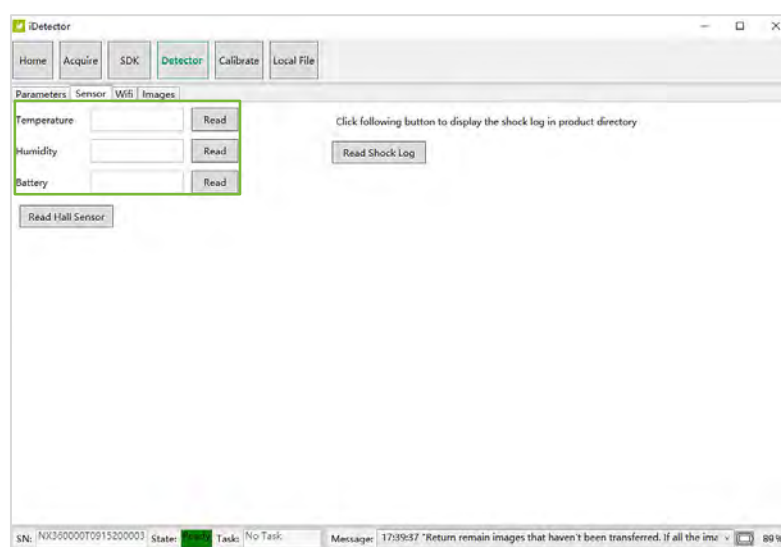 iDetector
Home Acquire SDK Detector Calibrate Local File
Parameters Sensor Wifi Images
Temperature Read Click following button to display the shock log in product directory
Humidity Read Read Shock Log
Battery Read
Read Hall Sensor
SN: NX360000T0915200003 State: Ready Task: No Task Message: 17:39:37 "Return remain images that haven't been transferred. If all the ima 89%